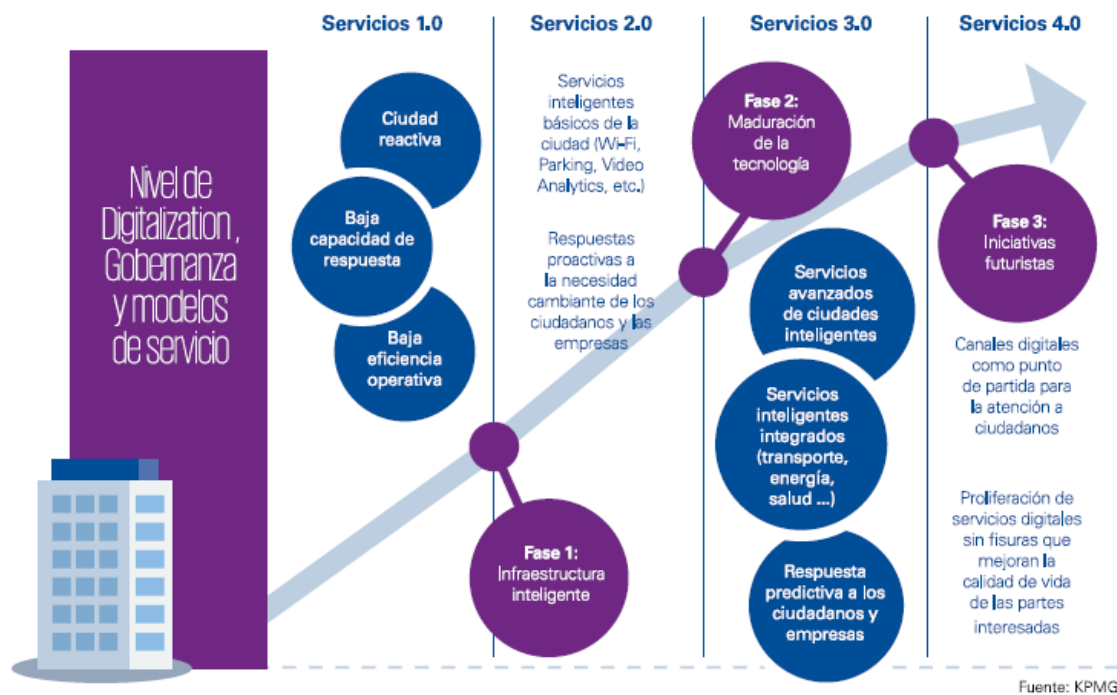 Servicios 1.0
Servicios 2.0
Servicios 3.0
Servicios 4.0
Nivel de
Digitalization ,
Gobernanza
y modelos
de servicio
Ciudad
reactiva
Baja
capacidad de
respuesta
Baja
eficiencia
operativa
Servicios
inteligentes
básicos de la
ciudad (Wi-Fi,
Parking, Video
Analytics, etc.)
Respuestas
proactivas a
la necesidad
cambiante de los
ciudadanos y las
empresas
Fase 1:
Infraestructura
inteligente
Fase 2:
Maduración
de la
tecnología
Servicios
avanzados
de ciudades
inteligentes
Servicios
inteligentes
integrados
(transporte,
energía,
salud ...)
Respuesta
predictiva a los
ciudadanos y
empresas
Fase 3:
Iniciativas
futuristas
Canales digitales
como punto
de partida para
la atención a
ciudadanos
Proliferación de
servicios digitales
sin fisuras que
mejoran la
calidad de vida
de las partes
interesadas
Fuente: KPMG